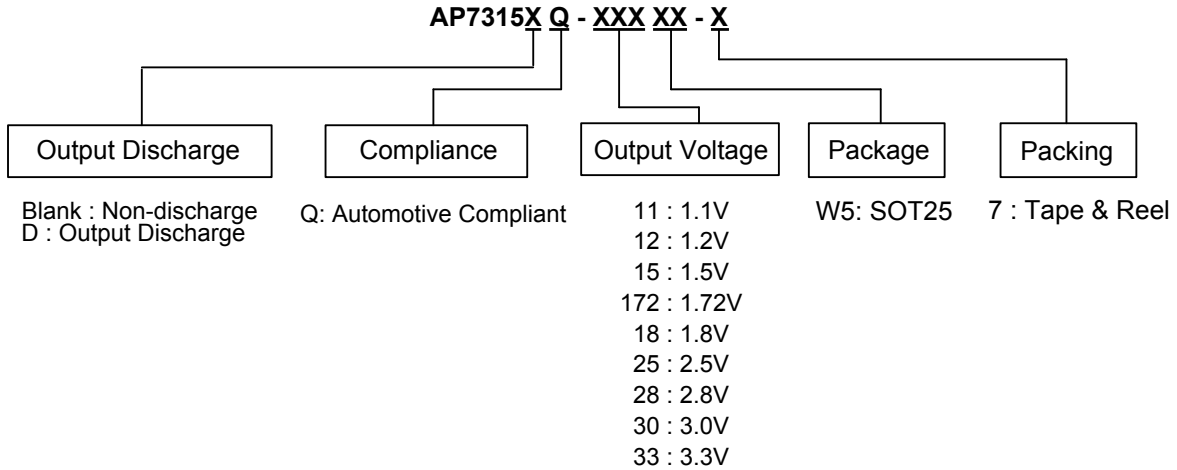 AP7315X Q - XXX XX - X
Output Discharge
Compliance
Output Voltage
Package
Packing
Blank : Non-discharge
D : Output Discharge
Q: Automotive Compliant
11 : 1.1V
12 : 1.2V
15 : 1.5V
172 : 1.72V
18 : 1.8V
25 : 2.5V
28 : 2.8V
30 : 3.0V
33 : 3.3V
W5: SOT25
7 : Tape & Reel